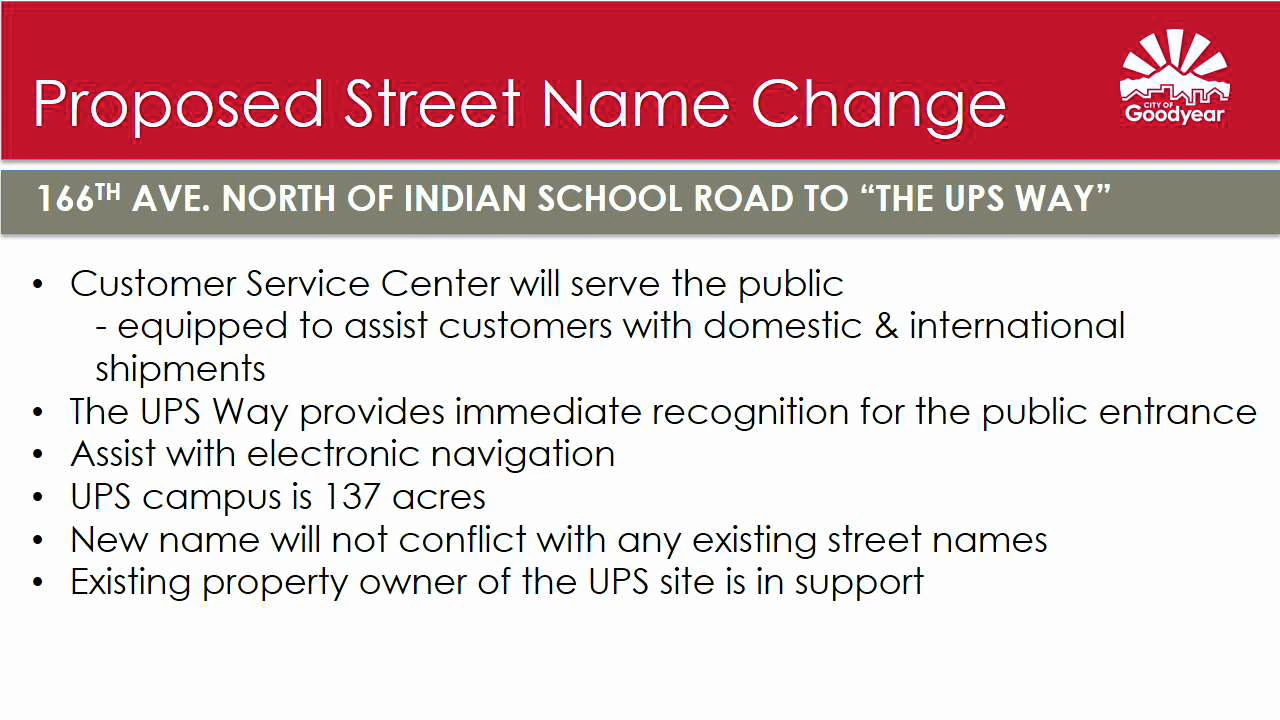 Proposed Street Name Change
CITY OF
Goodyear
166TH AVE. NORTH OF INDIAN SCHOOL ROAD TO “THE UPS WAY”
• Customer Service Center will serve the public
- equipped to assist customers with domestic & international
shipments
• The UPS Way provides immediate recognition for the public entrance
• Assist with electronic navigation
• UPS campus is 137 acres
• New name will not conflict with any existing street names
• Existing property owner of the UPS site is in support